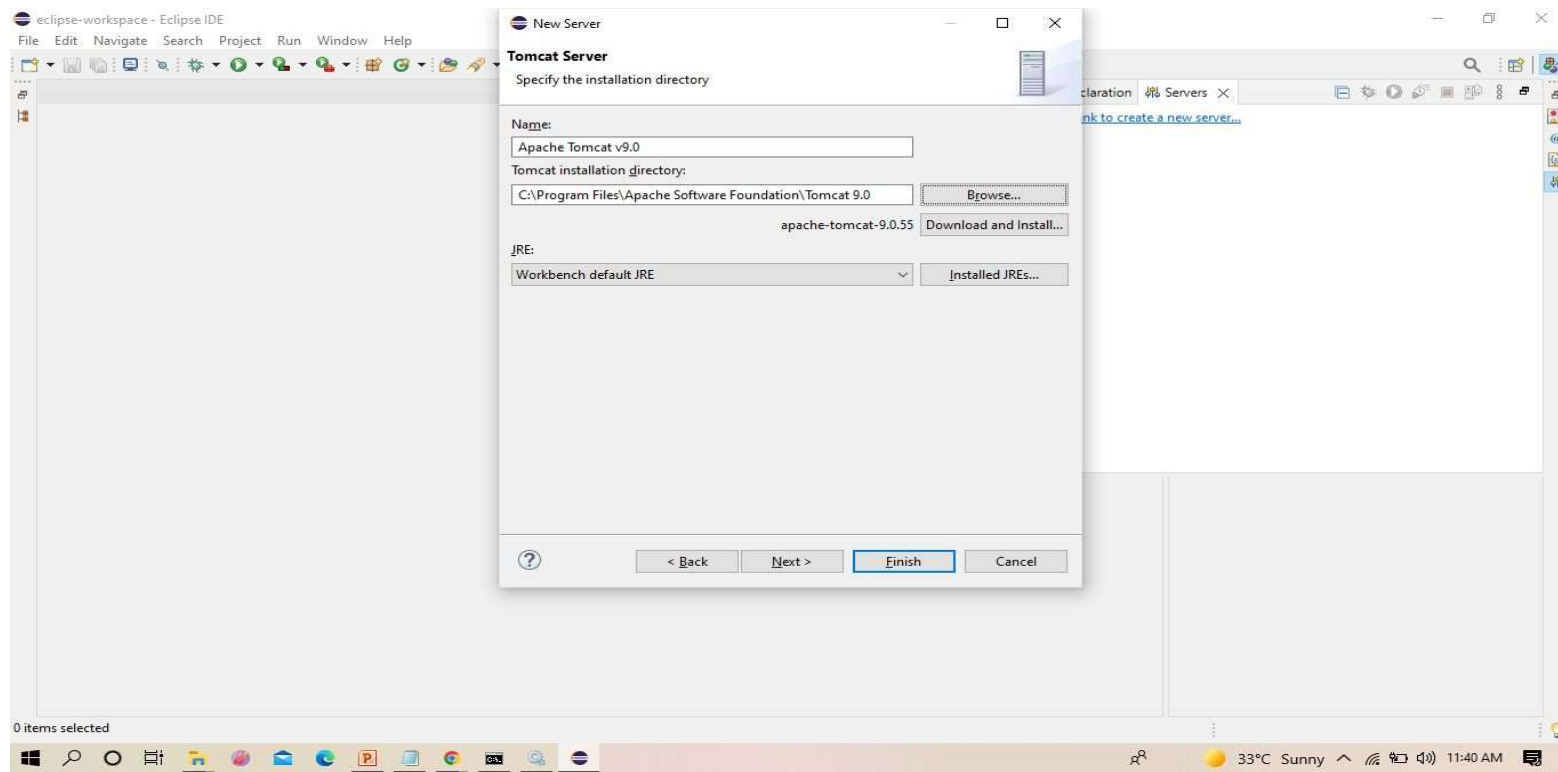 eclipse-workspace - Eclipse IDE
File Edit Navigate Search Project Run Window Help
New Server
Tomcat Server
Specify the installation directory
Name:
Apache Tomcat v9.0
Tomcat installation directory:
C:\Program Files\Apache Software Foundation\Tomcat 9.0
Browse...
apache-tomcat-9.0.55
Download and Install...
JRE:
Workbench default JRE
Installed JREs...
< Back
Next >
Finish
Cancel
claration
Servers
nk to create a new server...
0 items selected
33°C Sunny
11:40 AM